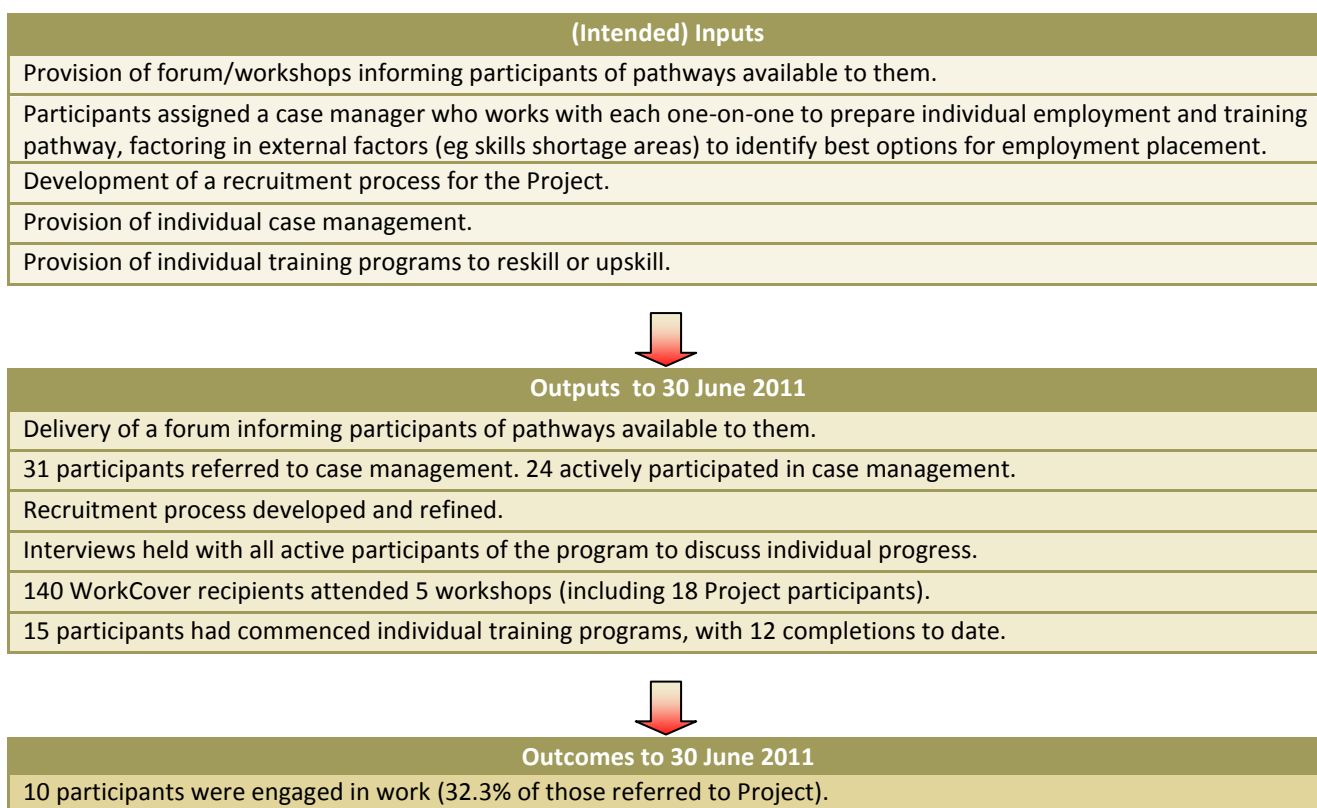 (Intended) Inputs
Provision of forum/workshops informing participants of pathways available to them.
Participants assigned a case manager who works with each one-on-one to prepare individual employment and training
pathway, factoring in external factors (eg skills shortage areas) to identify best options for employment placement.
Development of a recruitment process for the Project.
Provision of individual case management.
Provision of individual training programs to reskill or upskill.
Outputs to 30 June 2011
Delivery of a forum informing participants of pathways available to them.
31 participants referred to case management. 24 actively participated in case management.
Recruitment process developed and refined.
Interviews held with all active participants of the program to discuss individual progress.
140 WorkCover recipients attended 5 workshops (including 18 Project participants).
15 participants had commenced individual training programs, with 12 completions to date.
Outcomes to 30 June 2011
10 participants were engaged in work (32.3% of those referred to Project).